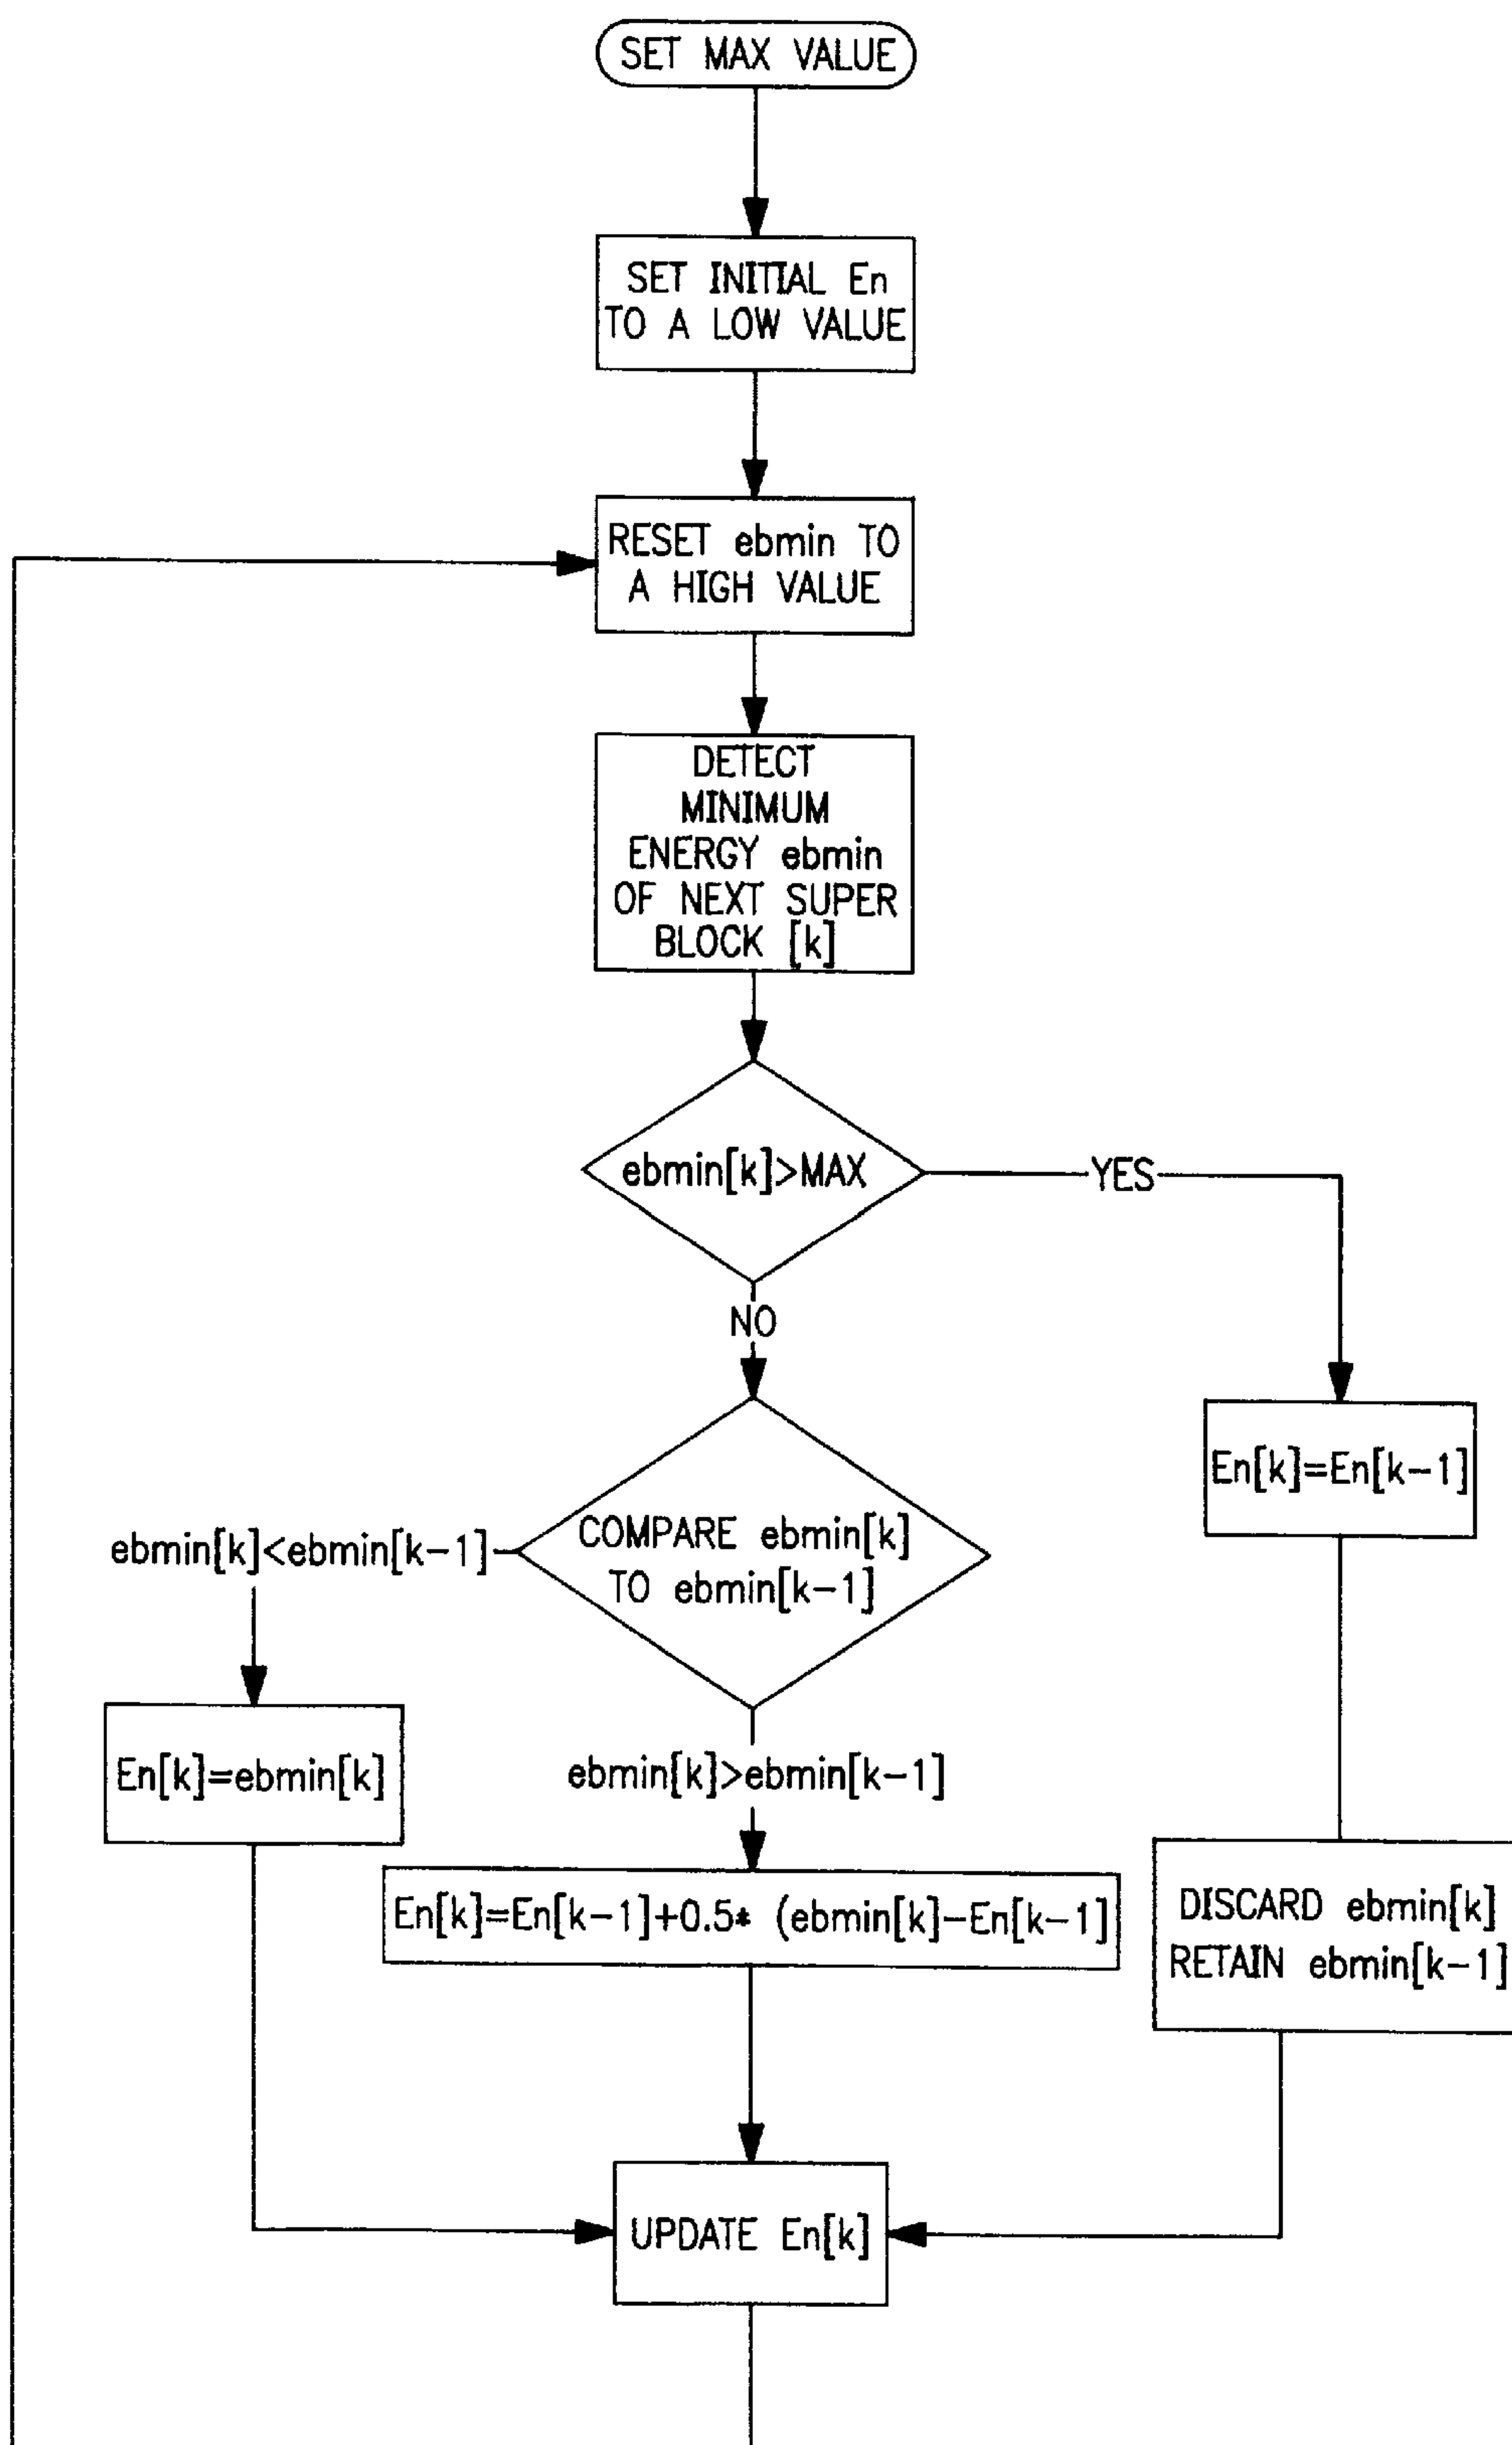 SET MAX VALUE
SET INITIAL En
TO A LOW VALUE
RESET ebmin TO
A HIGH VALUE
DETECT
MINIMUM
ENERGY ebmin
OF NEXT SUPER
BLOCK [k]
ebmin[k]>MAX
YES
NO
En[k]=En[k-1]
COMPARE ebmin[k]
TO ebmin[k-1]
ebmin[k]<ebmin[k-1]
En[k]=ebmin[k]
ebmin[k]>ebmin[k-1]
En[k]=En[k-1]+0.5* (ebmin[k]-En[k-1]
DISCARD ebmin[k]
RETAIN ebmin[k-1]
UPDATE En[k]